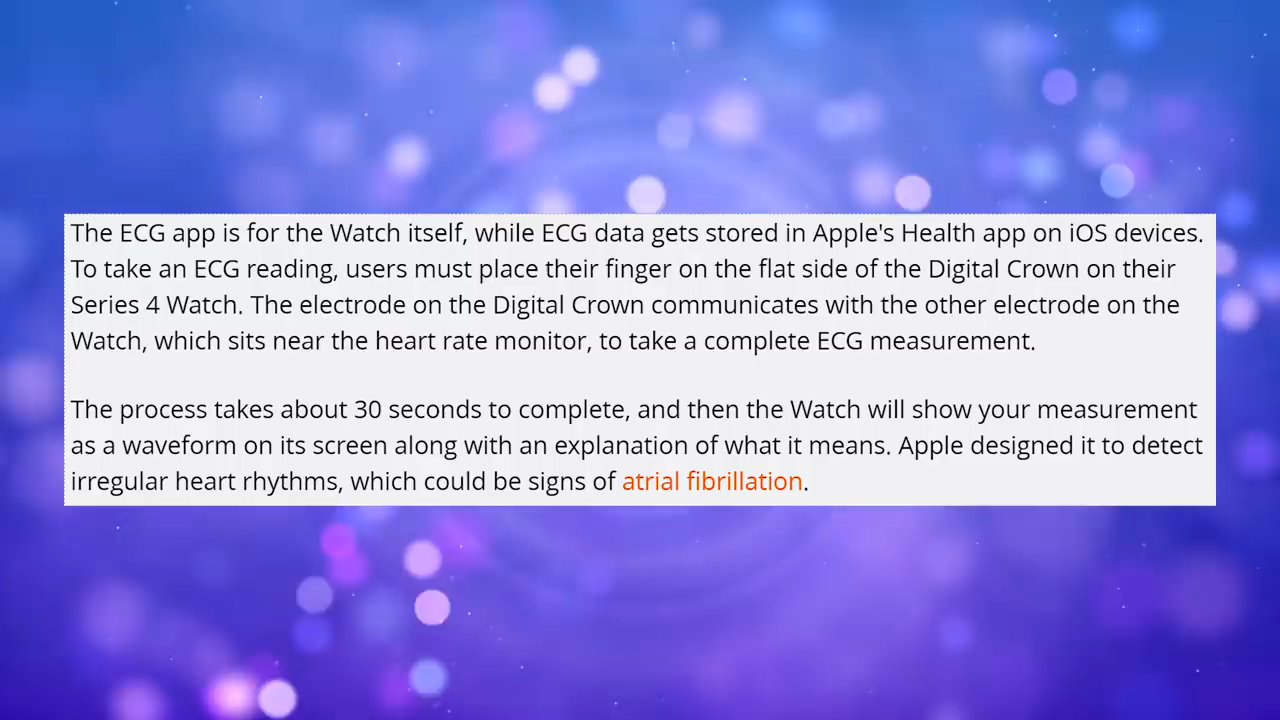 The ECG app is for the Watch itself, while ECG data gets stored in Apple's Health app on iOS devices.
To take an ECG reading, users must place their finger on the flat side of the Digital Crown on their
Series 4 Watch. The electrode on the Digital Crown communicates with the other electrode on the
Watch, which sits near the heart rate monitor, to take a complete ECG measurement.
The process takes about 30 seconds to complete, and then the Watch will show your measurement
as a waveform on its screen along with an explanation of what it means. Apple designed it to detect
irregular heart rhythms, which could be signs of atrial fibrillation.